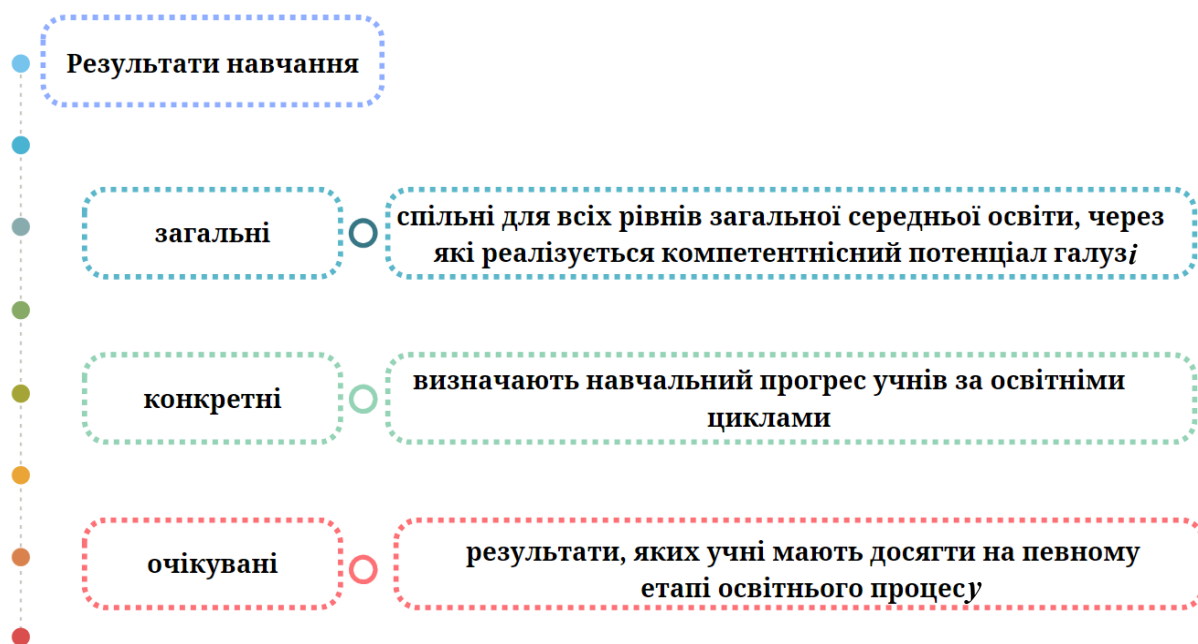 Результати навчання
загальні
спільні для всіх рівнів загальної середньої освіти, через
які реалізується компетентнісний потенціал галузі
конкретні
визначають навчальний прогрес учнів за освітніми
циклами
очікувані
результати, яких учні мають досягти на певному
етапі освітнього процесу